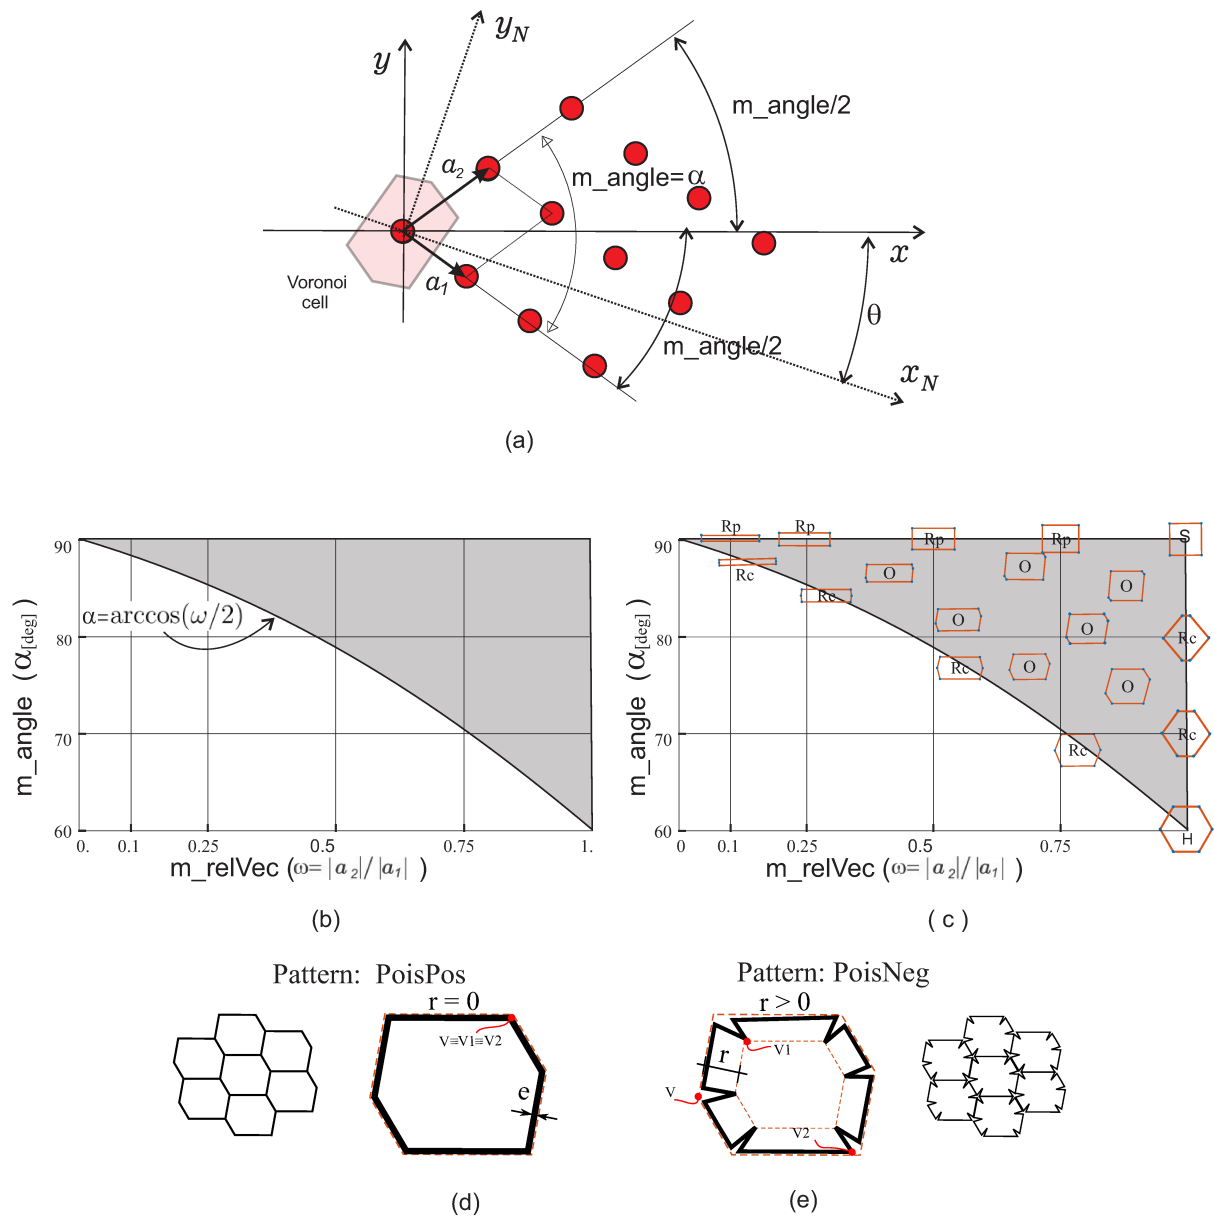 y_N
y
m_angle/2
a_2
m_angle=α
x
Voronoi
cell
a_1
θ
m_angle/2
x_N
(a)
90
α=arccos(ω/2)
80
m_angle (α[deg])
70
60
0. 0.1 0.25 0.5 0.75 1.
m_relVec (ω=|a_2|/|a_1| )
(b)
Rp Rp
90 Rp Rp S
Rc O O O
Rc
O O
80 Rc
m_angle (α[deg])
Rc O O
70 Rc
Rc
60 H
0 0.1 0.25 0.5 0.75
m_relVec (ω=|a_2|/|a_1| )
( c )
Pattern: PoisPos
r = 0
V≡V1≡V2
e
(d)
Pattern: PoisNeg
r > 0
V1
r
V
V2
(e)